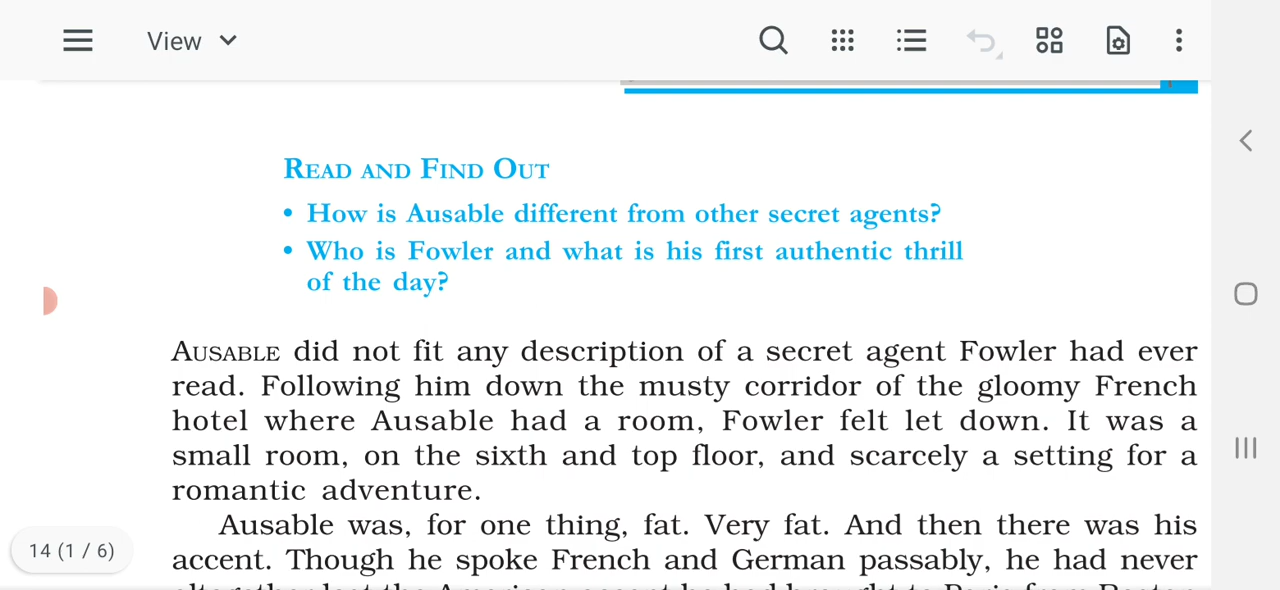 View
READ AND FIND OUT
• How is Ausable different from other secret agents?
• Who is Fowler and what is his first authentic thrill
of the day?
AUSABLE did not fit any description of a secret agent Fowler had ever
read. Following him down the musty corridor of the gloomy French
hotel where Ausable had a room, Fowler felt let down. It was a
small room, on the sixth and top floor, and scarcely a setting for a
romantic adventure.
Ausable was, for one thing, fat. Very fat. And then there was his
accent. Though he spoke French and German passably, he had never
14 (1 / 6)